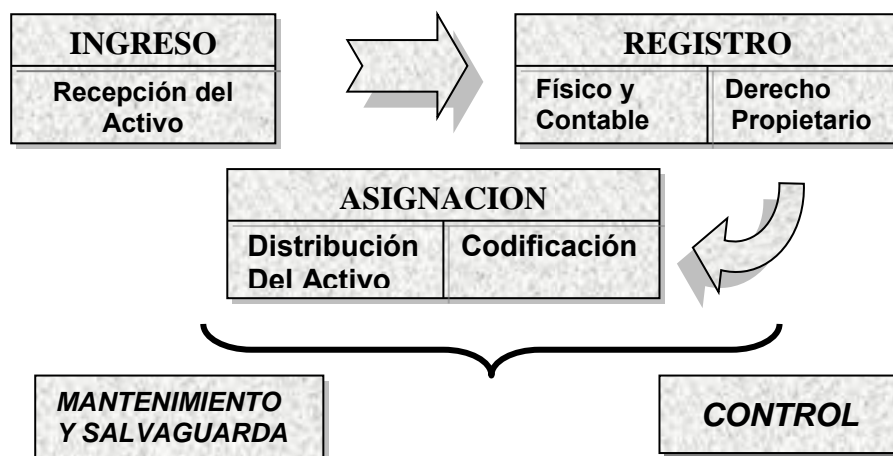 INGRESO
Recepción del
Activo
REGISTRO
Físico y
Contable
Derecho
Propietario
ASIGNACION
Distribución
Del Activo
Codificación
MANTENIMIENTO
Y SALVAGUARDA
CONTROL